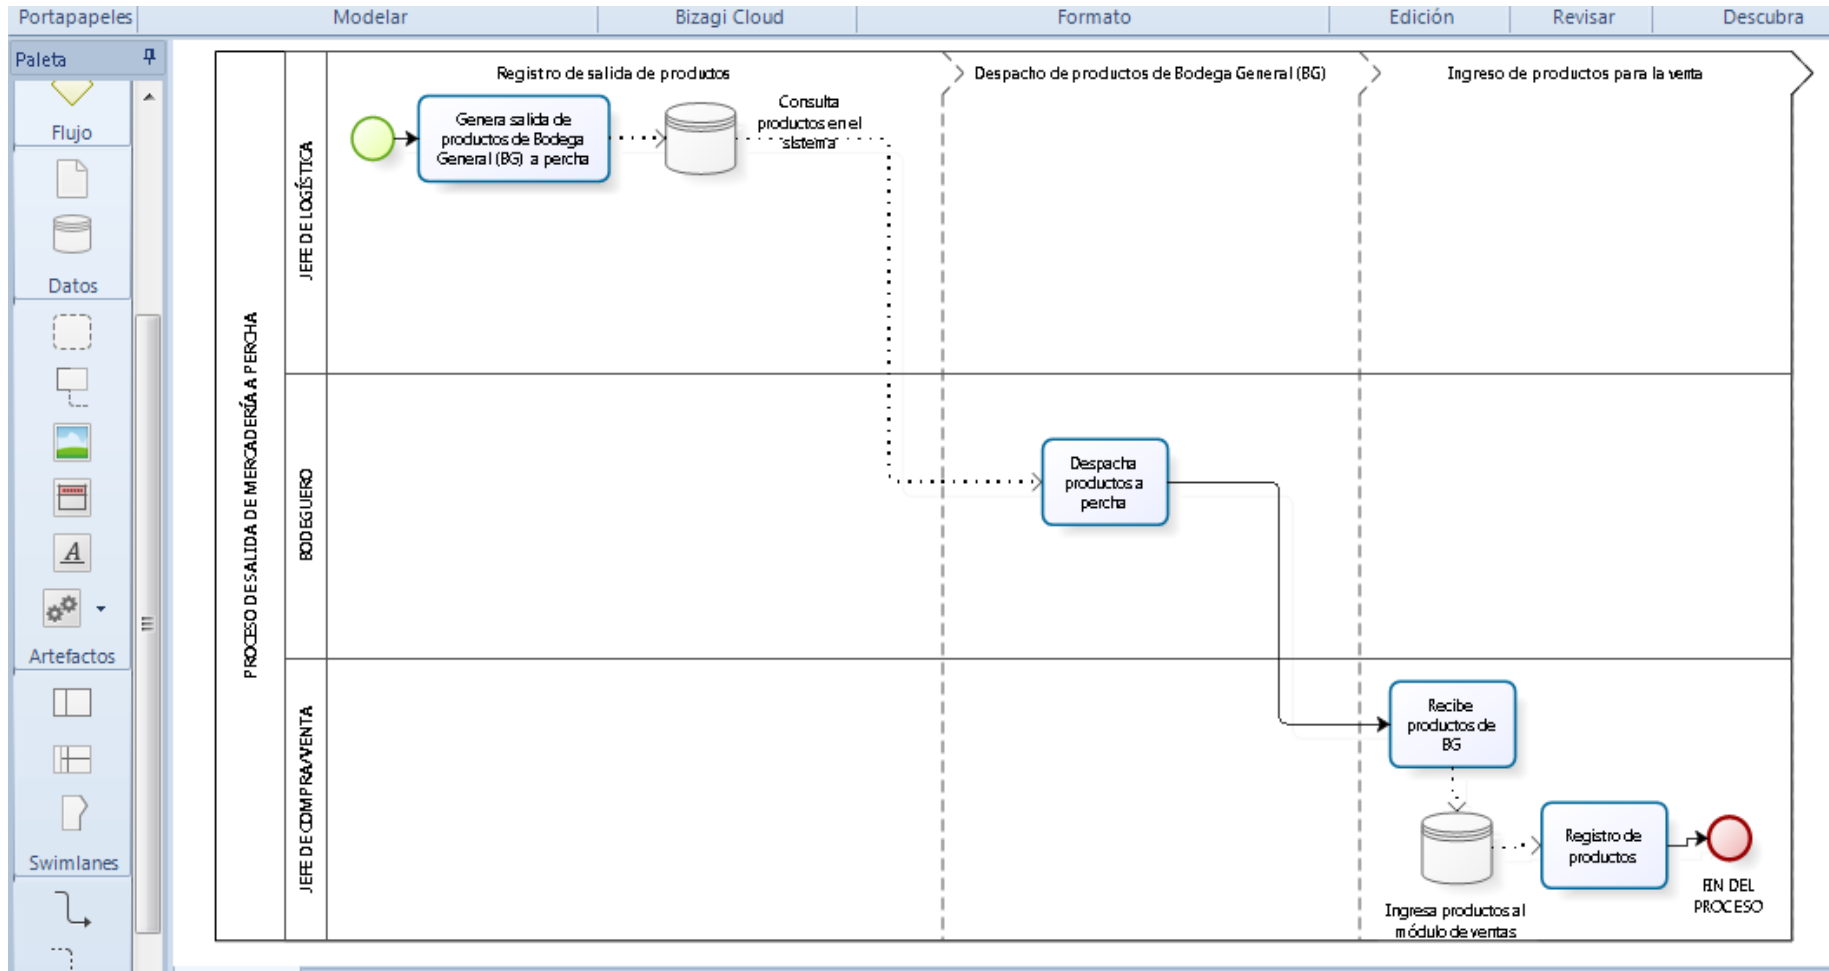 Portapapeles
Modelar
Bizagi Cloud
Formato
Edición
Revisar
Descubra
Paleta
Flujo
Datos
Artefactos
Swimlanes
PROCESO DE SALIDA DE MERCADERÍA A PERCHA
Registro de salida de productos
Despacho de productos de Bodega General (BG)
Ingreso de productos para la venta
JEFE DE LOGÍSTICA
Genera salida de
productos de Bodega
General (BG) a percha
Consulta
productos en el
sistema
BODEGUERO
Despacha
productos a
percha
JEFE DE COMPRA/VENTA
Recibe
productos de
BG
Ingresa productos al
módulo de ventas
Registro de
productos
FIN DEL
PROCESO